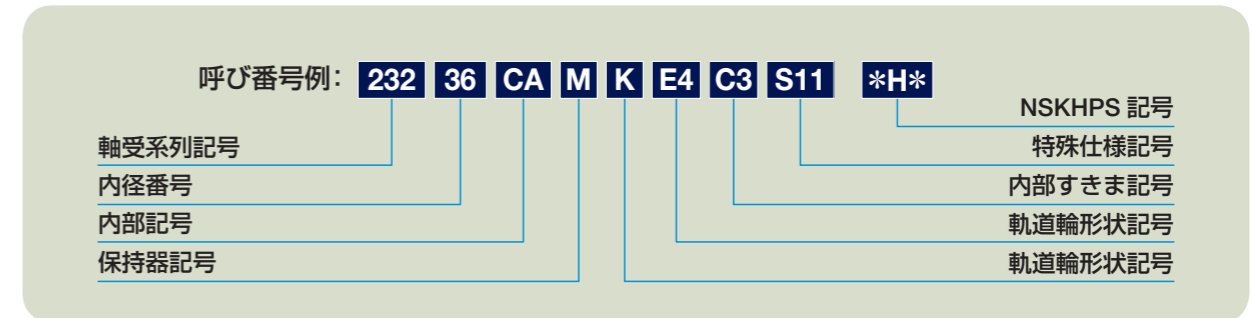 呼び番号例: 232 36 CA M K E4 C3 S11 *H*
NSKHPS 記号
軸受系列記号 特殊仕様記号
内径番号 内部すきま記号
内部記号 軌道輪形状記号
保持器記号 軌道輪形状記号